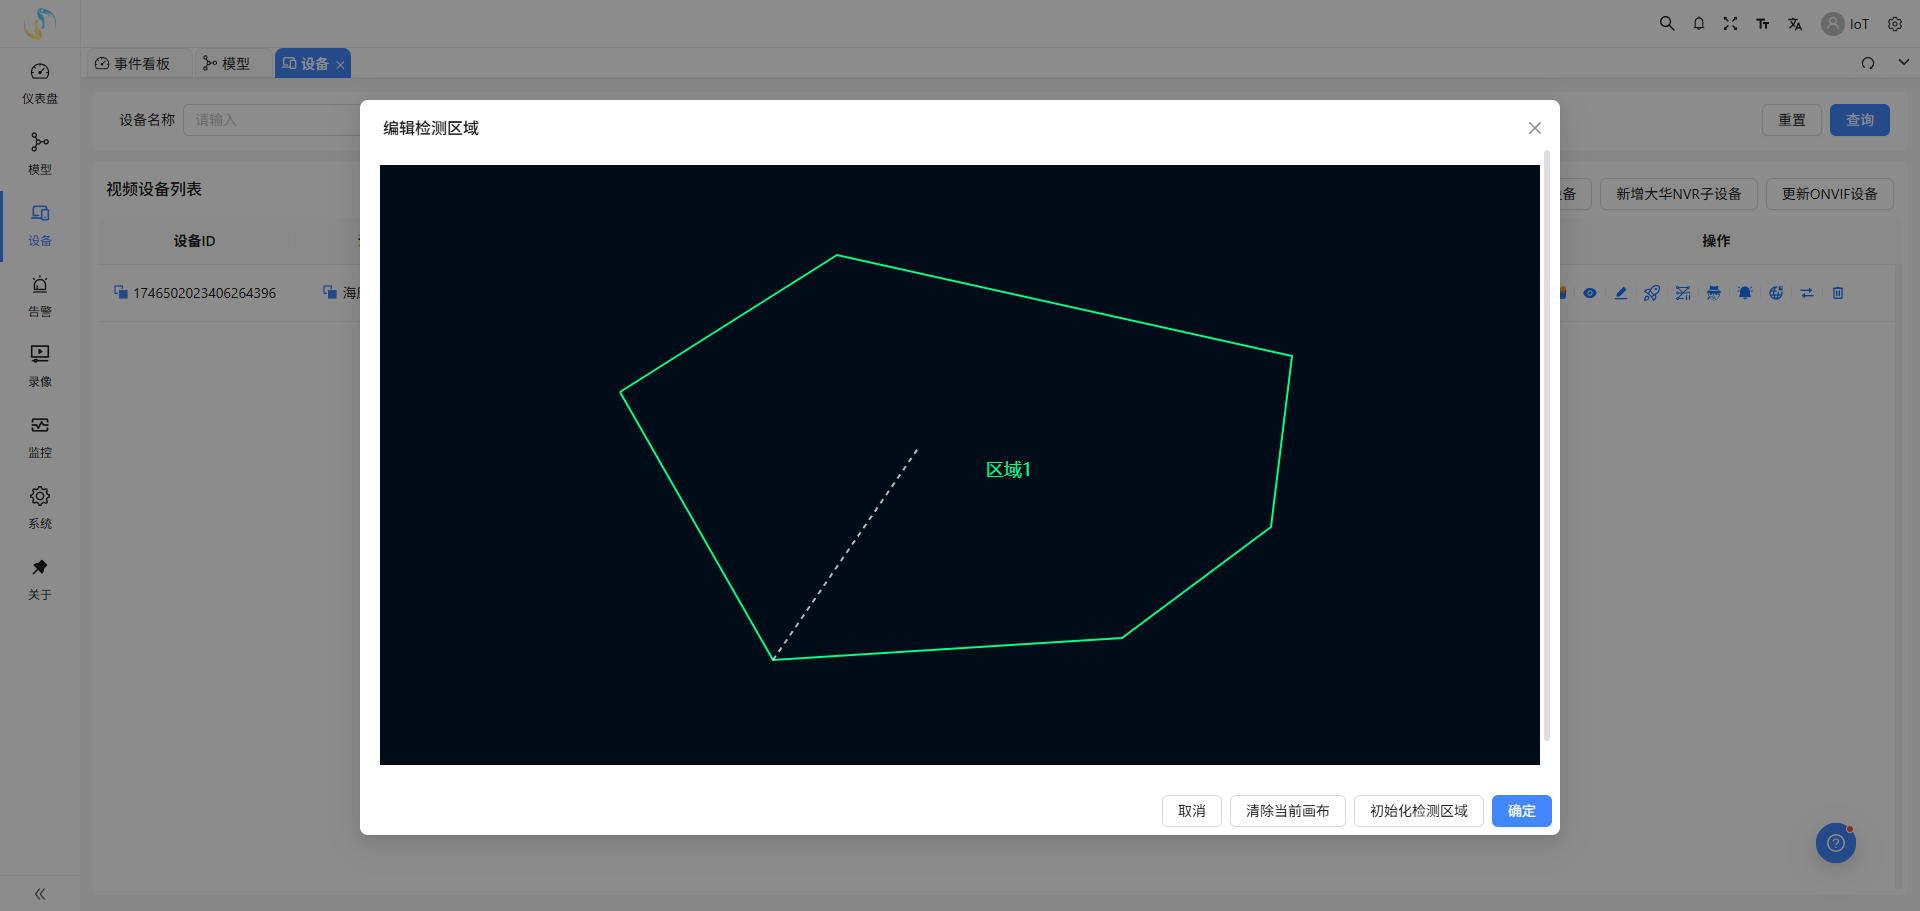 IoT
事件看板
模型
设备
仪表盘
模型
设备
告警
录像
监控
系统
关于
设备名称
请输入
重置
查询
视频设备列表
新增大华NVR子设备
更新ONVIF设备
设备ID
操作
1746502023406264396
编辑检测区域
区域1
取消
清除当前画布
初始化检测区域
确定